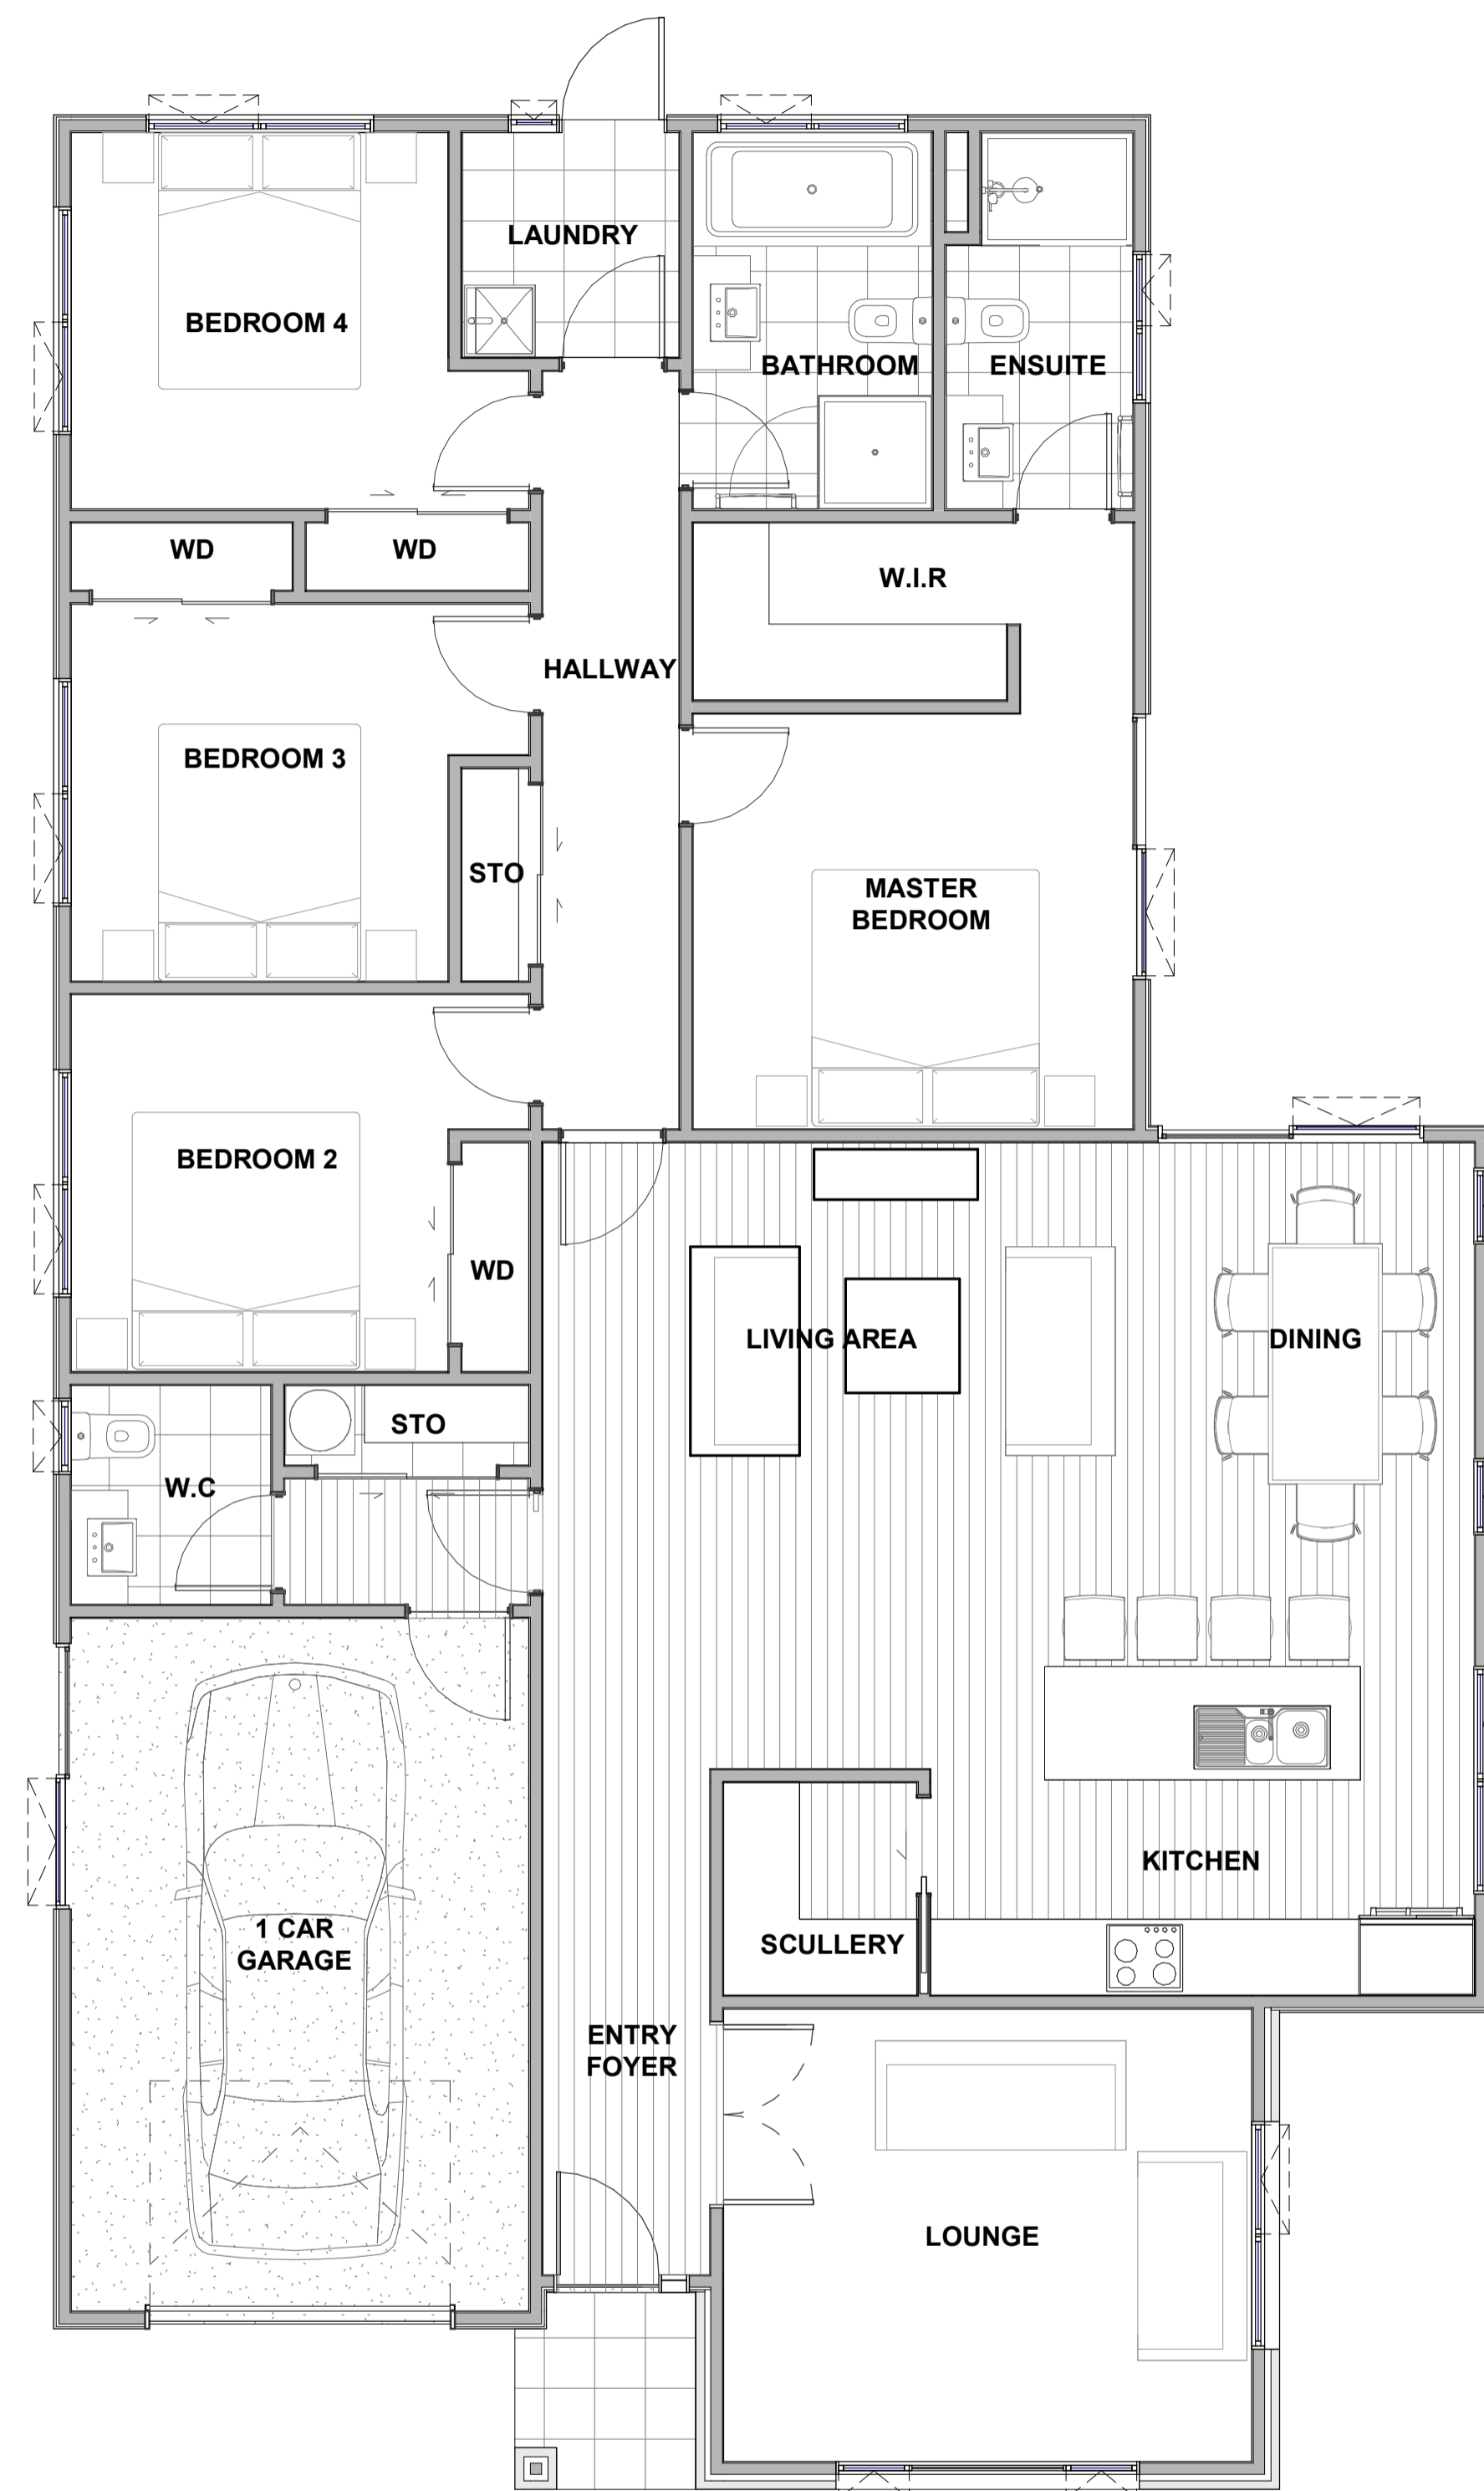 LAUNDRY
BEDROOM 4
BATHROOM
ENSUITE
WD
WD
W.I.R
HALLWAY
BEDROOM 3
STO
MASTER
BEDROOM
BEDROOM 2
WD
LIVING AREA
DINING
STO
W.C
KITCHEN
1 CAR
GARAGE
SCULLERY
ENTRY
FOYER
LOUNGE